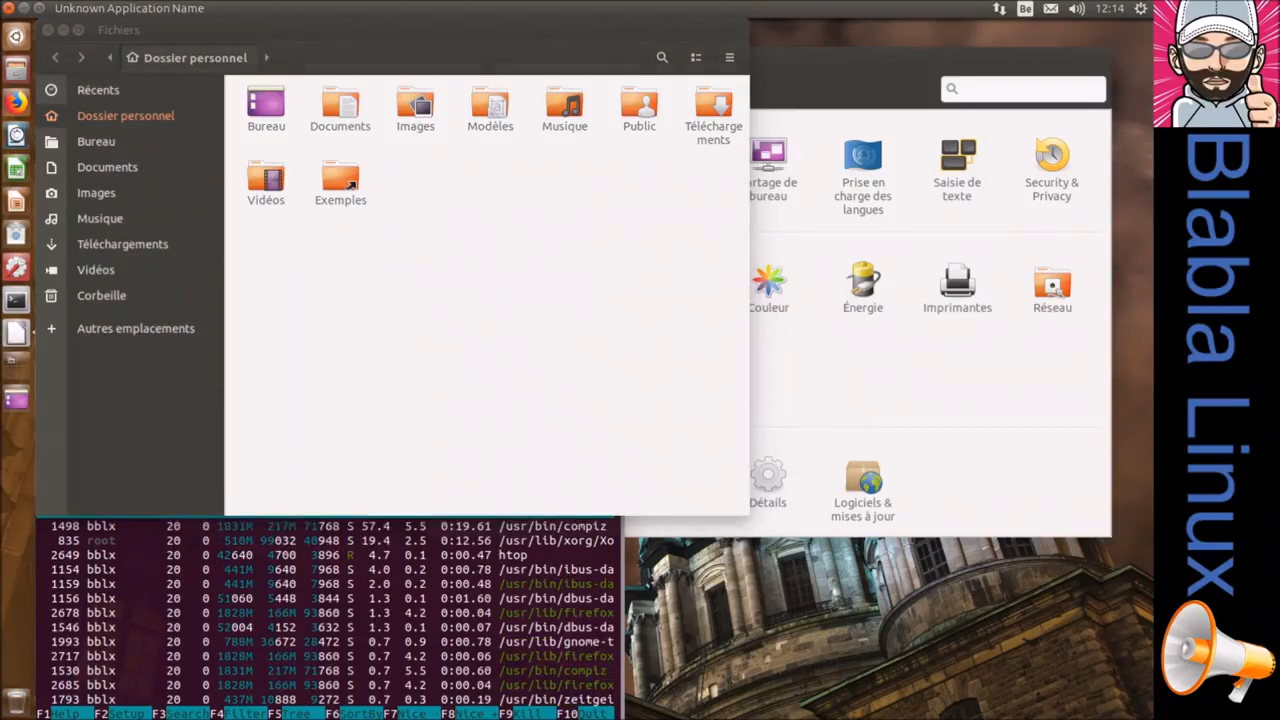 Unknown Application Name
Be
12:14
Fichiers
Dossier personnel
Récents
Dossier personnel
Bureau
Documents
Images
Musique
Téléchargements
Vidéos
Corbeille
Autres emplacements
Bureau
Documents
Images
Modèles
Musique
Public
Télécharge
ments
Vidéos
Exemples
rtage de
bureau
Prise en
charge des
langues
Saisie de
texte
Security &
Privacy
Couleur
Énergie
Imprimantes
Réseau
Détails
Logiciels &
mises à jour
1498 bblx 20 0 1831M 217M 71768 S 57.4 5.5 0:19.61 /usr/bin/compiz
835 root 20 0 510M 99032 40948 S 19.4 2.5 0:12.56 /usr/lib/xorg/Xo
2649 bblx 20 0 42640 4700 3896 R 4.7 0.1 0:00.47 htop
1154 bblx 20 0 441M 9640 7968 S 4.0 0.2 0:00.78 /usr/bin/ibus-da
1159 bblx 20 0 441M 9640 7968 S 2.0 0.2 0:00.48 /usr/bin/ibus-da
1156 bblx 20 0 51060 5448 3844 S 1.3 0.1 0:01.60 /usr/bin/dbus-da
2678 bblx 20 0 1828M 166M 93860 S 1.3 4.2 0:00.04 /usr/lib/firefox
1546 bblx 20 0 52004 4152 3632 S 1.3 0.1 0:00.07 /usr/bin/dbus-da
1993 bblx 20 0 788M 36672 28472 S 0.7 0.9 0:00.78 /usr/lib/gnome-t
2717 bblx 20 0 1828M 166M 93860 S 0.7 4.2 0:00.06 /usr/lib/firefox
1530 bblx 20 0 1831M 217M 71768 S 0.7 5.5 0:00.60 /usr/bin/compiz
2685 bblx 20 0 1828M 166M 93860 S 0.7 4.2 0:00.04 /usr/lib/firefox
1793 bblx 20 0 437M 10888 9272 S 0.7 0.3 0:00.19 /usr/bin/zeitgei
F1Help F2Setup F3Search F4Filter F5Tree F6SortBy F7Nice - F8Nice + F9Kill F10Quit
Blabla Linux